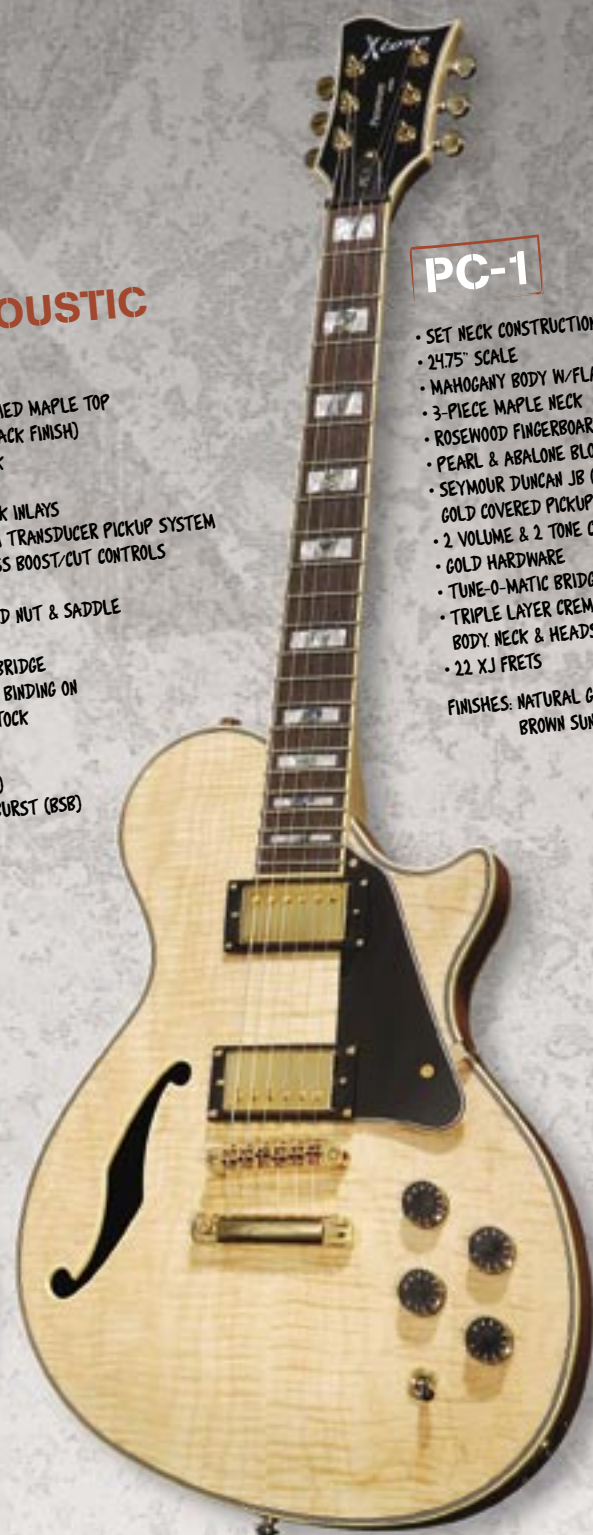 OUSTIC
IED MAPLE TOP
ACK FINISH)
K
K INLAYS
TRANSDUCER PICKUP SYSTEM
SS BOOST/CUT CONTROLS
D NUT & SADDLE
BRIDGE
BINDING ON
TOCK
)
URST (BSB)
Xtone
PC-1
• SET NECK CONSTRUCTION
• 24.75" SCALE
• MAHOGANY BODY W/FLA
• 3-PIECE MAPLE NECK
• ROSEWOOD FINGERBOAR
• PEARL & ABALONE BLO
• SEYMOUR DUNCAN JB (
GOLD COVERED PICKUP
• 2 VOLUME & 2 TONE C
• GOLD HARDWARE
• TUNE-O-MATIC BRIDG
• TRIPLE LAYER CREM
BODY, NECK & HEADS
• 22 XJ FRETS
FINISHES: NATURAL G
BROWN SUN